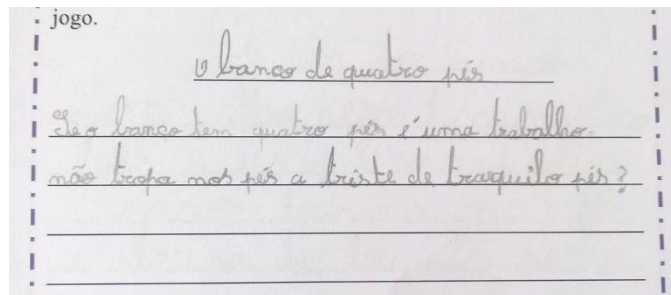 jogo.
O banco de quatro pés
Se o banco tem quatro pés é uma trabalho.
não tropa nos pés a triste de traquilo pés?